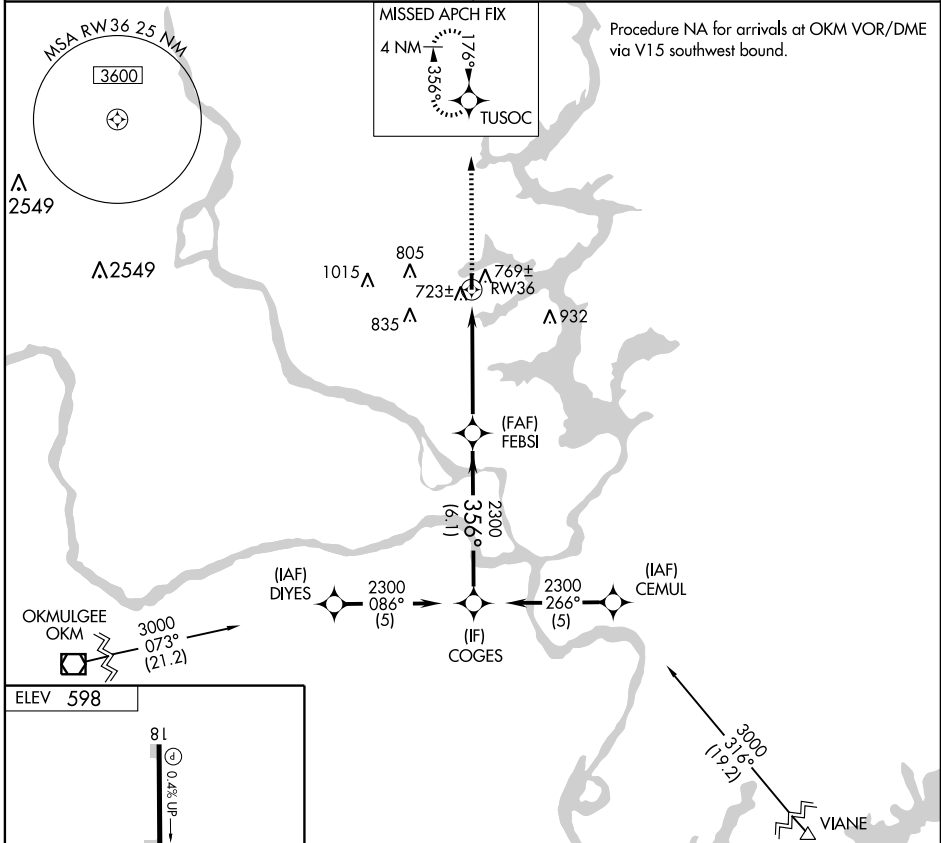 MSA RW36 25 NM
3600
MISSED APCH FIX
4 NM
356°
176°
TUSOC
Procedure NA for arrivals at OKM VOR/DME
via V15 southwest bound.
2549
2549
1015
805
723±
769±
RW36
835
932
(FAF)
FEBSI
2300
356°
(6.1)
(IAF)
DIYES
2300
086°
(5)
(IF)
COGES
2300
266°
(5)
(IAF)
CEMUL
OKMULGEE
OKM
3000
073°
(21.2)
3000
316°
(19.2)
VIANE
ELEV 598
18
P
0.4% UP